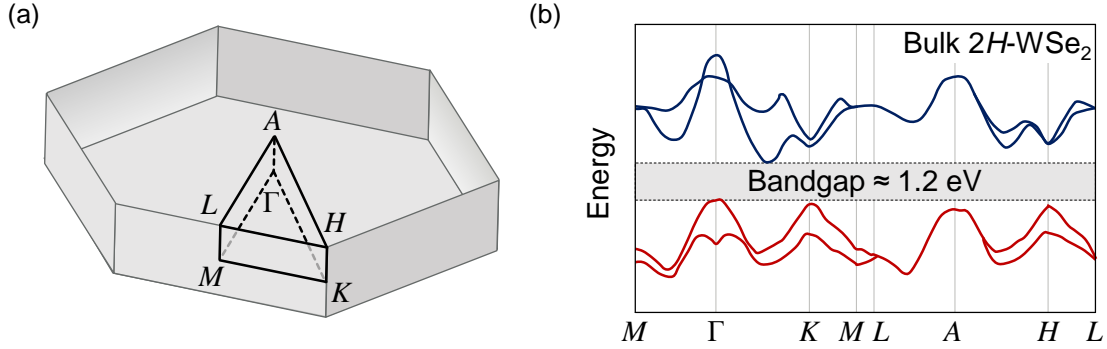 (a)
A
Γ
L
H
M
K
(b)
Bulk 2H-WSe₂
Energy
Bandgap ≈ 1.2 eV
M Γ K M L A H L